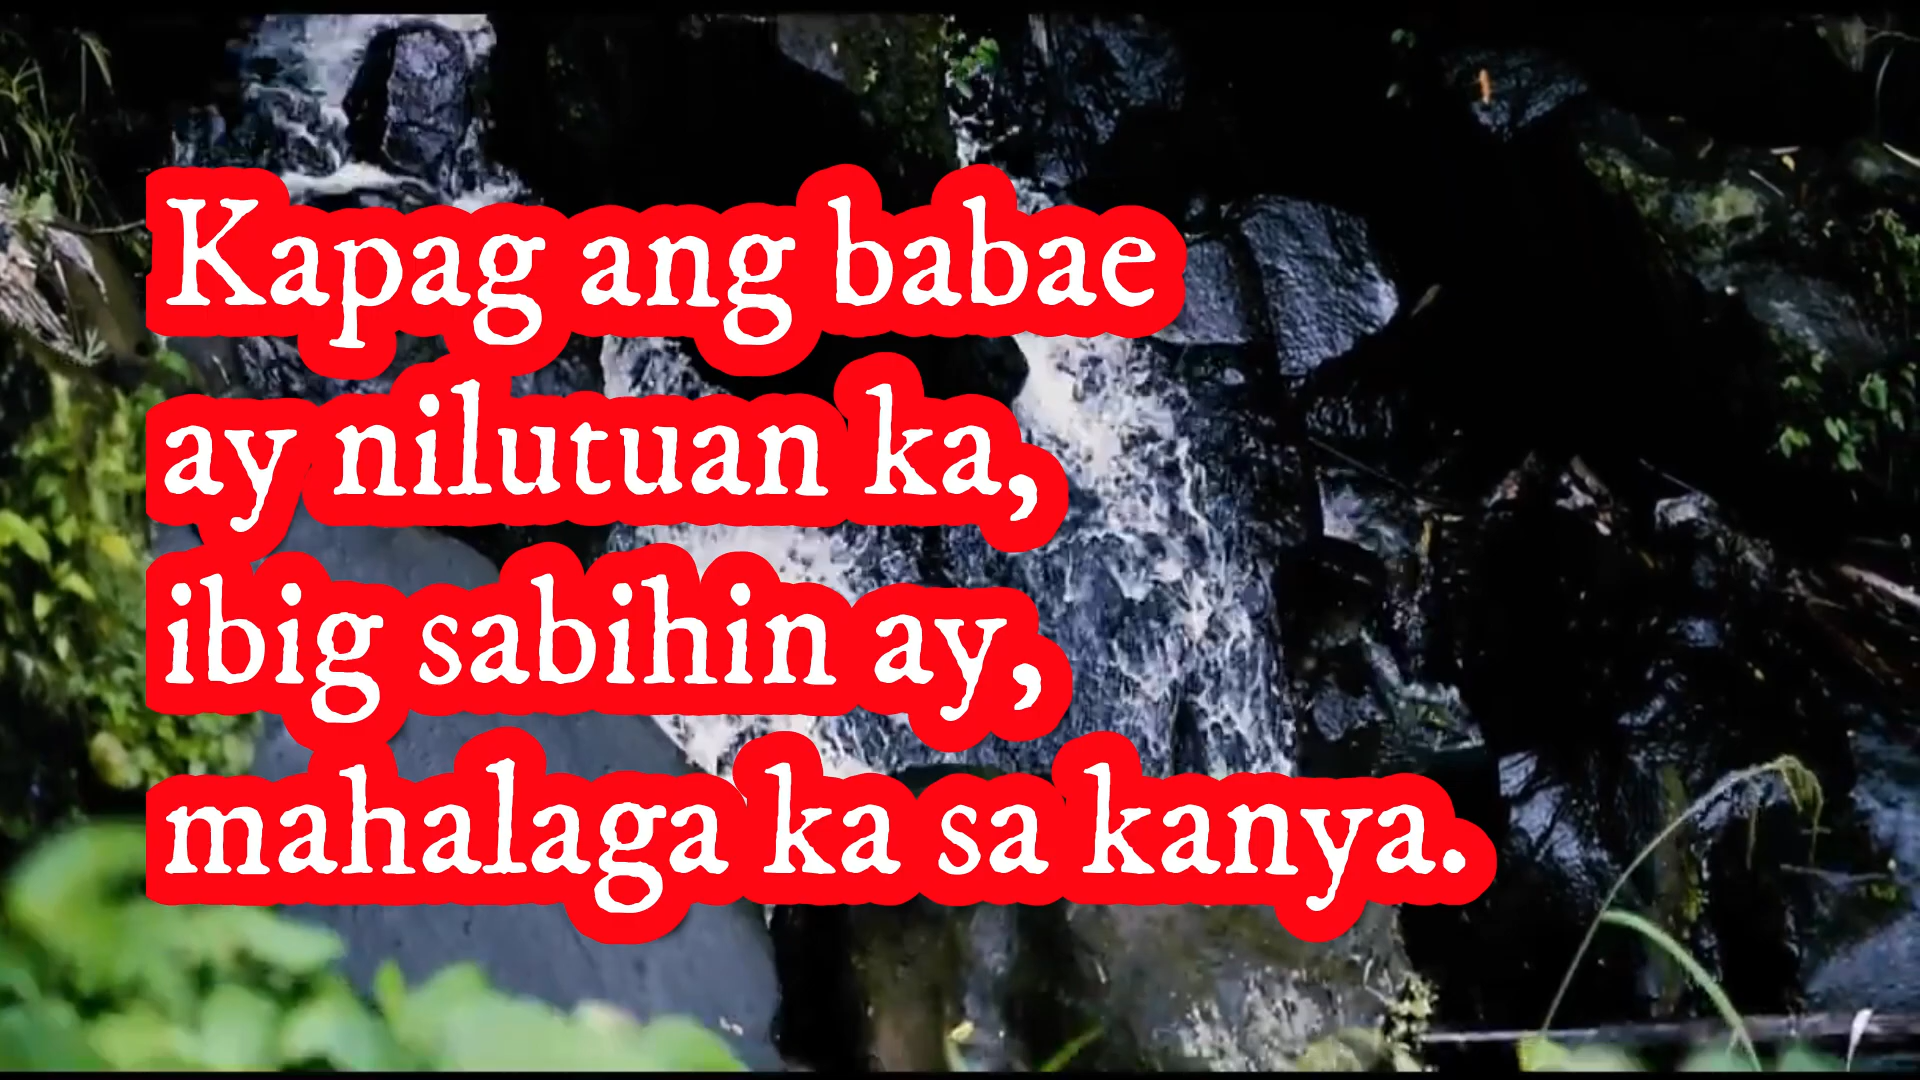 Kapag ang babae
ay nilutuan ka,
ibig sabihin ay,
mahalaga ka sa kanya.